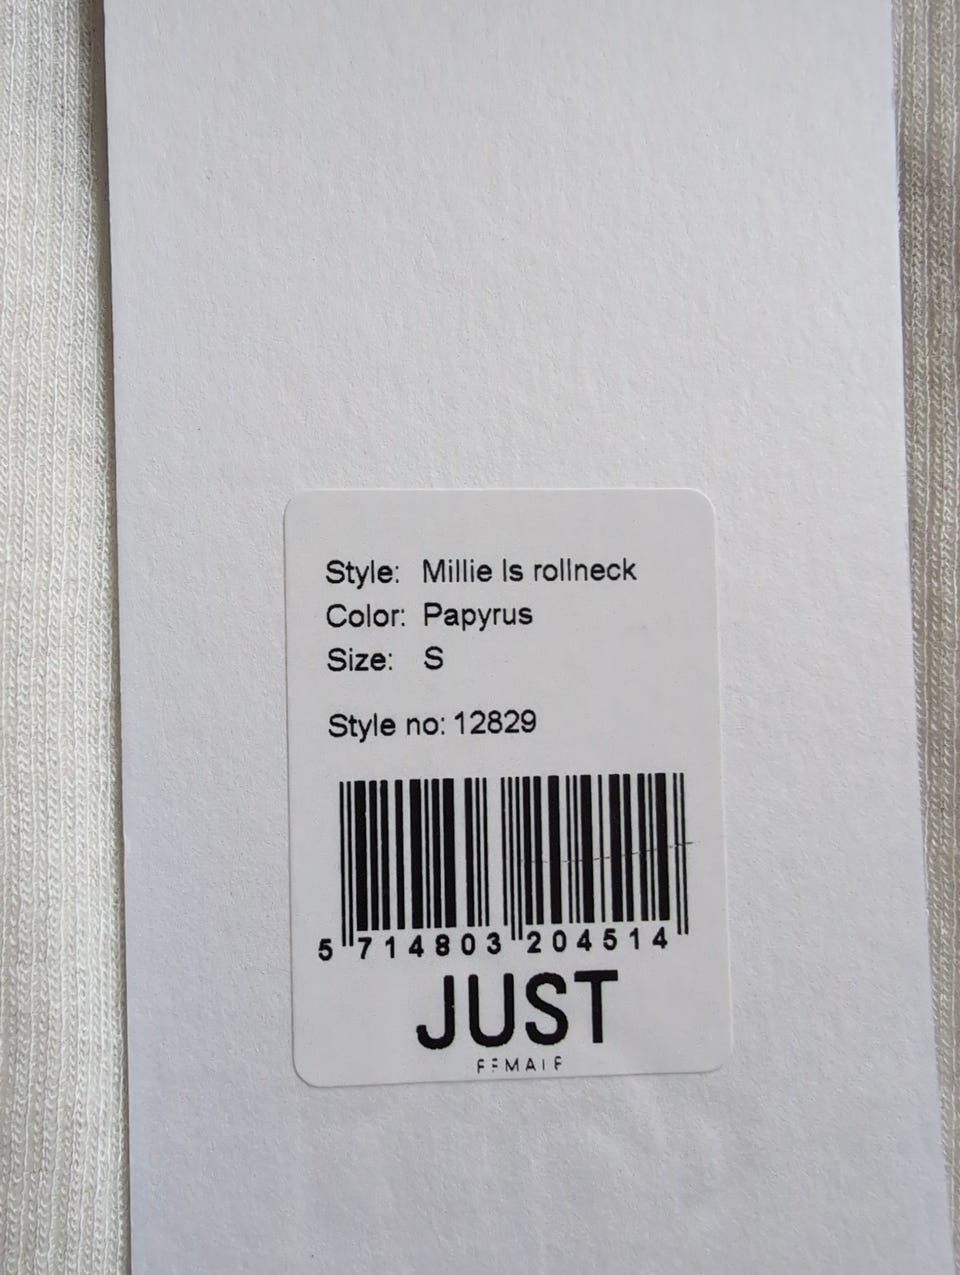 Style: Millie ls rollneck
Color: Papyrus
Size: S
Style no: 12829
5 714803 204514
JUST
FEMALE